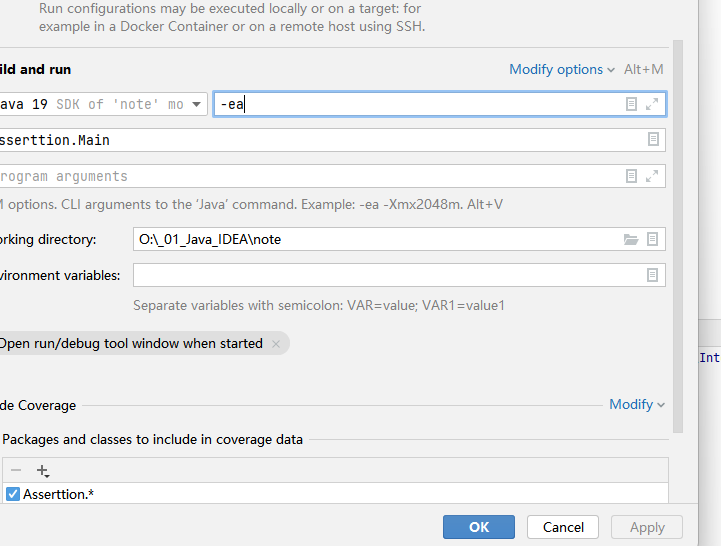 Run configurations may be executed locally or on a target: for
example in a Docker Container or on a remote host using SSH.
ild and run
Modify options Alt+M
ava 19 SDK of 'note' mo
-ea
sserttion.Main
rogram arguments
M options. CLI arguments to the 'Java' command. Example: -ea -Xmx2048m. Alt+V
orking directory:
O:\_01_Java_IDEA\note
vironment variables:
Separate variables with semicolon: VAR=value; VAR1=value1
Open run/debug tool window when started
Int
de Coverage
Modify
Packages and classes to include in coverage data
Asserttion.*
OK
Cancel
Apply